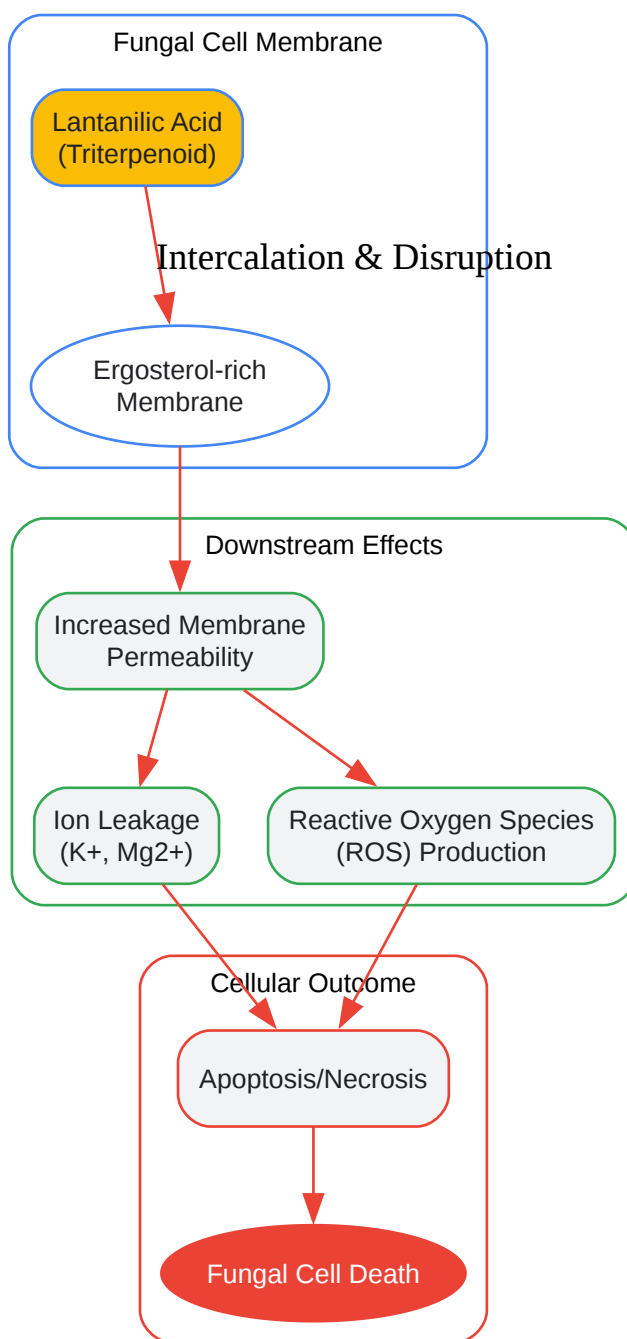 Fungal Cell Membrane
Lantanilic Acid
(Triterpenoid)
Intercalation & Disruption
Ergosterol-rich
Membrane
Downstream Effects
Increased Membrane
Permeability
Ion Leakage
(K+, Mg2+)
Reactive Oxygen Species
(ROS) Production
Cellular Outcome
Apoptosis/Necrosis
Fungal Cell Death